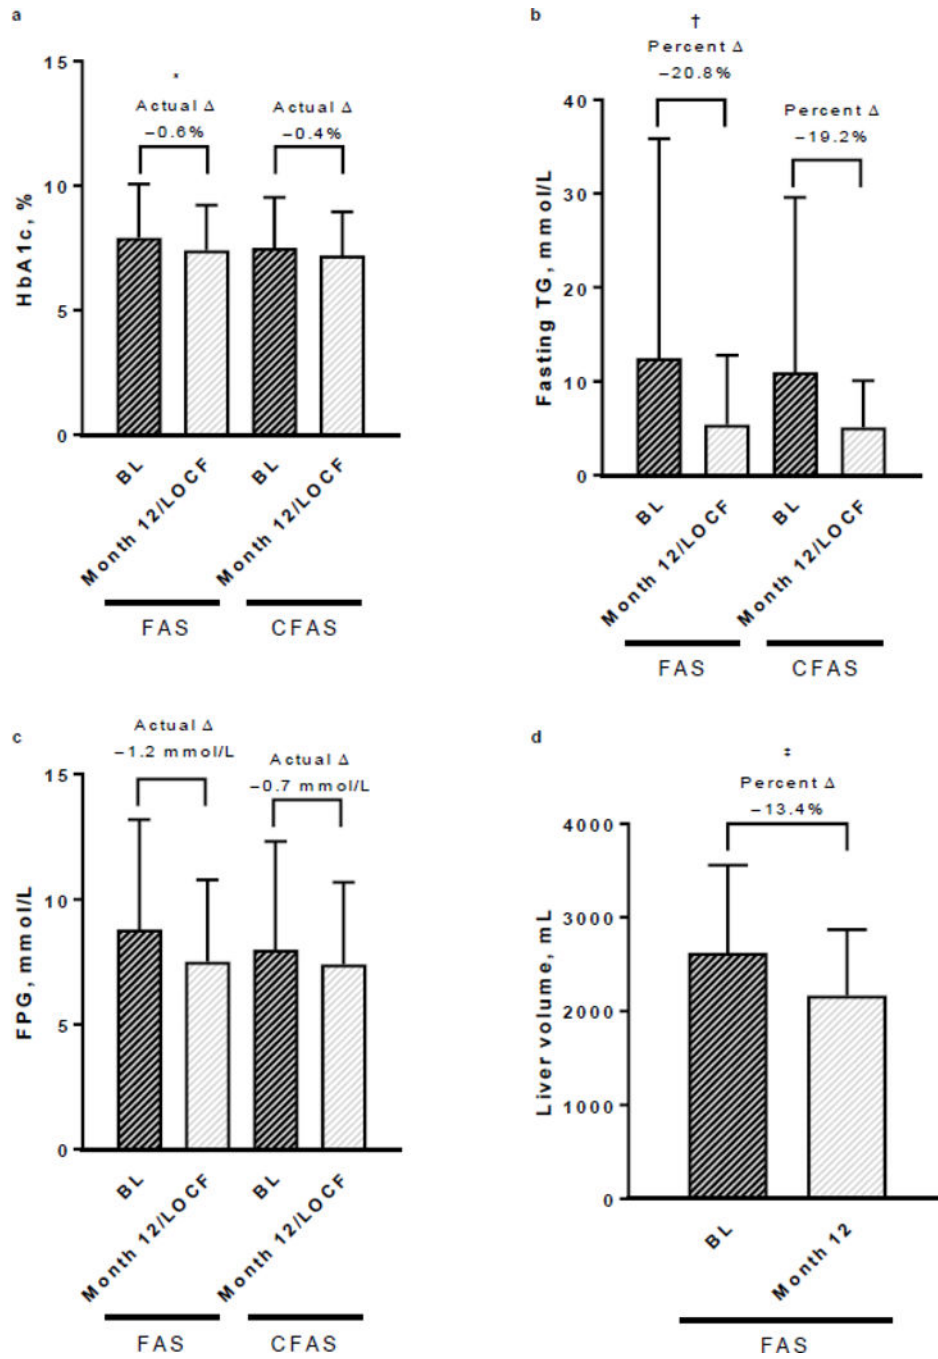 a
*
Actual Δ
–0.6%
Actual Δ
–0.4%
HbA1c, %
15
10
5
0
BL
Month 12/LOCF
BL
Month 12/LOCF
FAS
CFAS
b
†
Percent Δ
–20.8%
Percent Δ
–19.2%
Fasting TG, mmol/L
40
30
20
10
0
BL
Month 12/LOCF
BL
Month 12/LOCF
FAS
CFAS
c
Actual Δ
–1.2 mmol/L
Actual Δ
–0.7 mmol/L
FPG, mmol/L
15
10
5
0
BL
Month 12/LOCF
BL
Month 12/LOCF
FAS
CFAS
d
‡
Percent Δ
–13.4%
Liver volume, mL
4000
3000
2000
1000
0
BL
Month 12
FAS